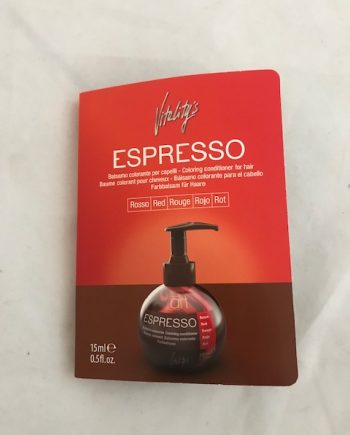 Vitality's
ESPRESSO
Balsamo colorante per capelli - Coloring conditioner for hair
Baume colorant pour cheveux - Bálsamo colorante para el cabello
Farbbalsam für Haare
Rosso Red Rouge Rojo Rot
art
ESPRESSO
15ml e
0.5fl.oz.